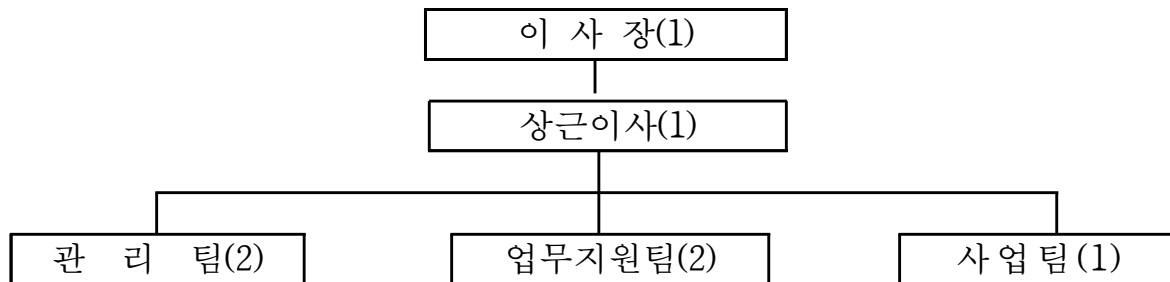 이 사 장(1)
상근이사(1)
관 리 팀(2) 업무지원팀(2) 사업팀(1)